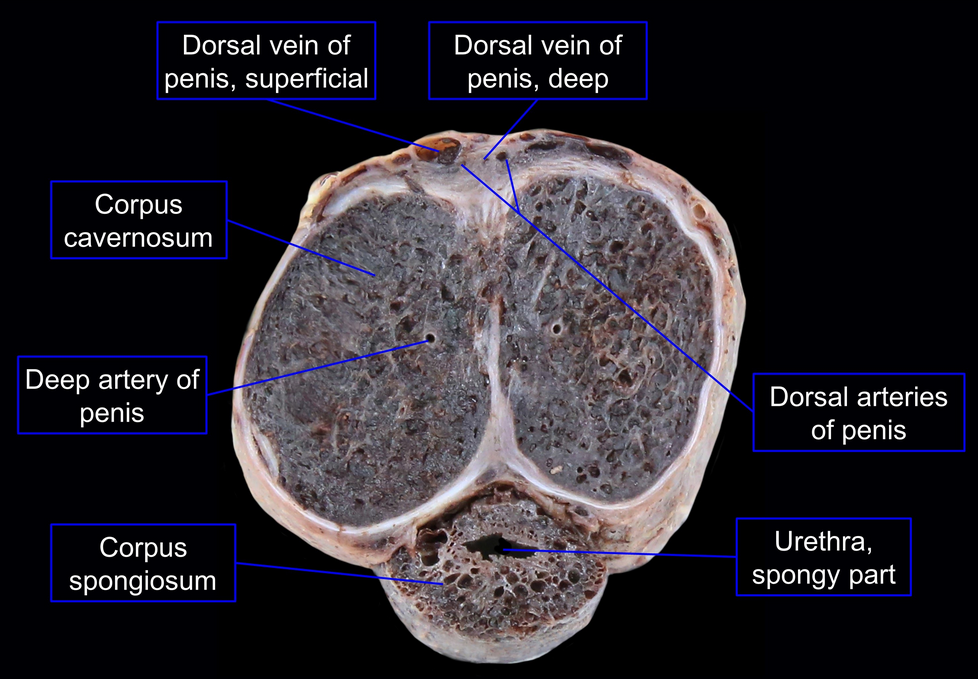 Dorsal vein of
penis, superficial
Dorsal vein of
penis, deep
Corpus
cavernosum
Deep artery of
penis
Dorsal arteries
of penis
Corpus
spongiosum
Urethra,
spongy part